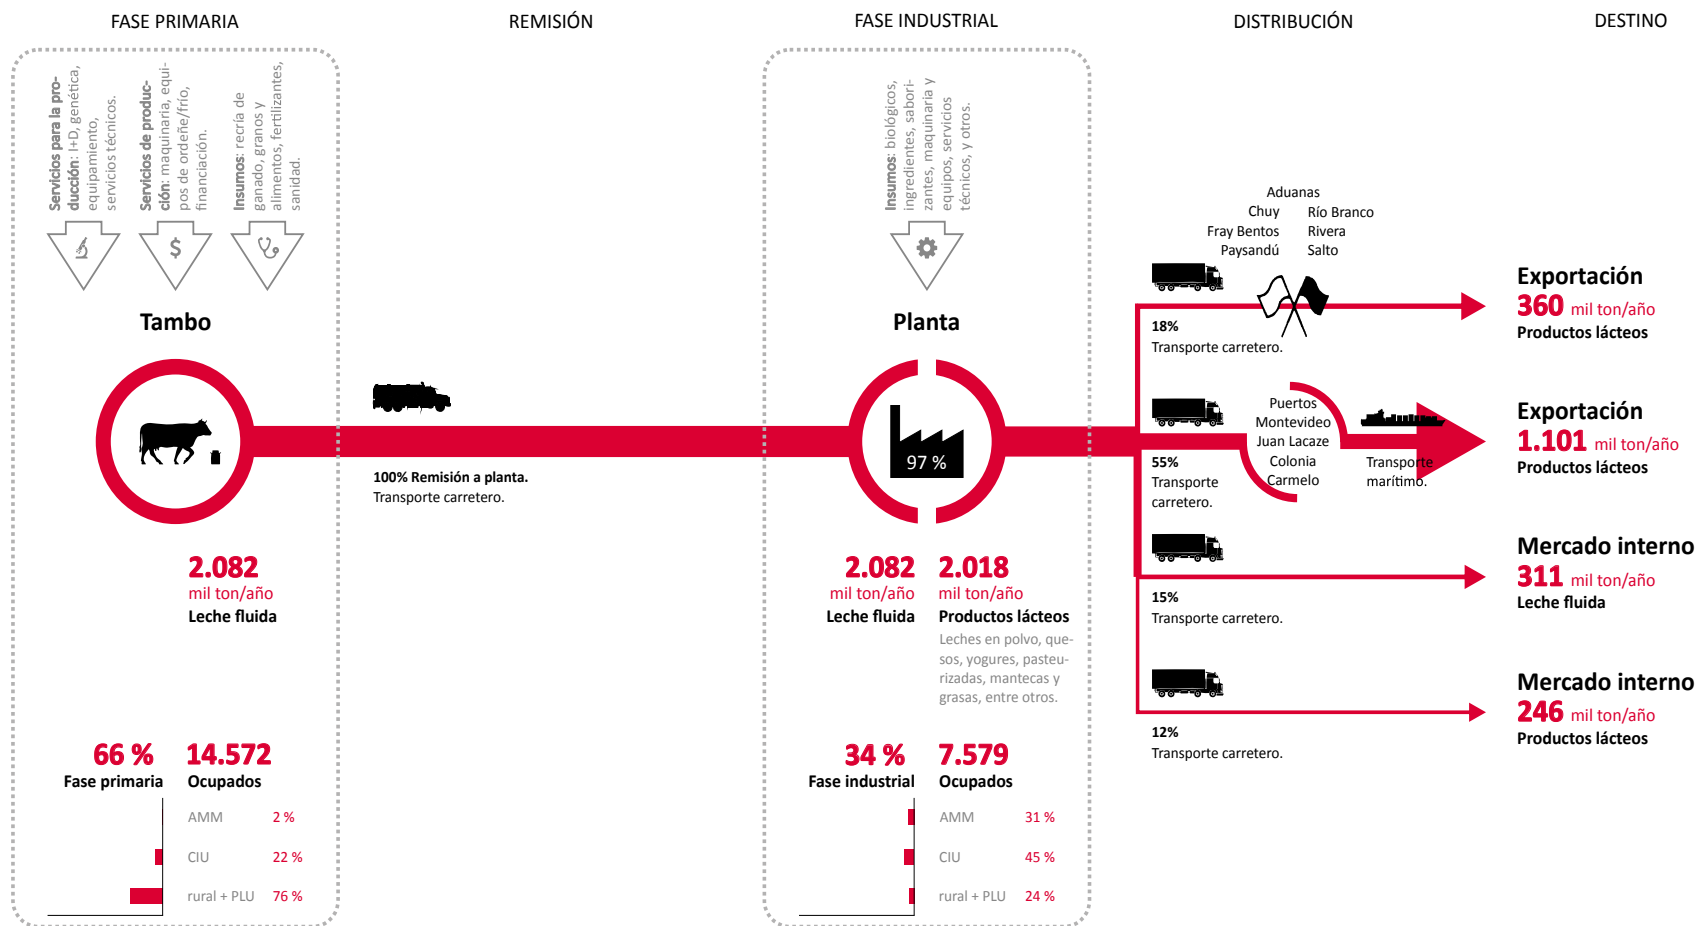 FASE PRIMARIA
REMISIÓN
FASE INDUSTRIAL
DISTRIBUCIÓN
DESTINO
Servicios para la pro-
ducción: I+D, genética,
equipamiento,
servicios técnicos.
Servicios de produc-
ción: maquinaria, equi-
pos de ordeñe/frío,
financiación.
Insumos: recría de
ganado, granos y
alimentos, fertilizantes,
sanidad.
$
Tambo
2.082
mil ton/año
Leche fluida
66 %
Fase primaria
14.572
Ocupados
AMM 2 %
CIU 22 %
rural + PLU 76 %
100% Remisión a planta.
Transporte carretero.
Insumos: biológicos,
ingredientes, sabori-
zantes, maquinaria y
equipos, servicios
técnicos, y otros.
Planta
97 %
2.082
mil ton/año
Leche fluida
2.018
mil ton/año
Productos lácteos
Leches en polvo, que-
sos, yogures, pasteu-
rizadas, mantecas y
grasas, entre otros.
34 %
Fase industrial
7.579
Ocupados
AMM 31 %
CIU 45 %
rural + PLU 24 %
Aduanas
Chuy
Fray Bentos
Paysandú
Río Branco
Rivera
Salto
18%
Transporte carretero.
Exportación
360 mil ton/año
Productos lácteos
55%
Transporte
carretero.
Puertos
Montevideo
Juan Lacaze
Colonia
Carmelo
Transporte
marítimo.
Exportación
1.101 mil ton/año
Productos lácteos
15%
Transporte carretero.
Mercado interno
311 mil ton/año
Leche fluida
12%
Transporte carretero.
Mercado interno
246 mil ton/año
Productos lácteos